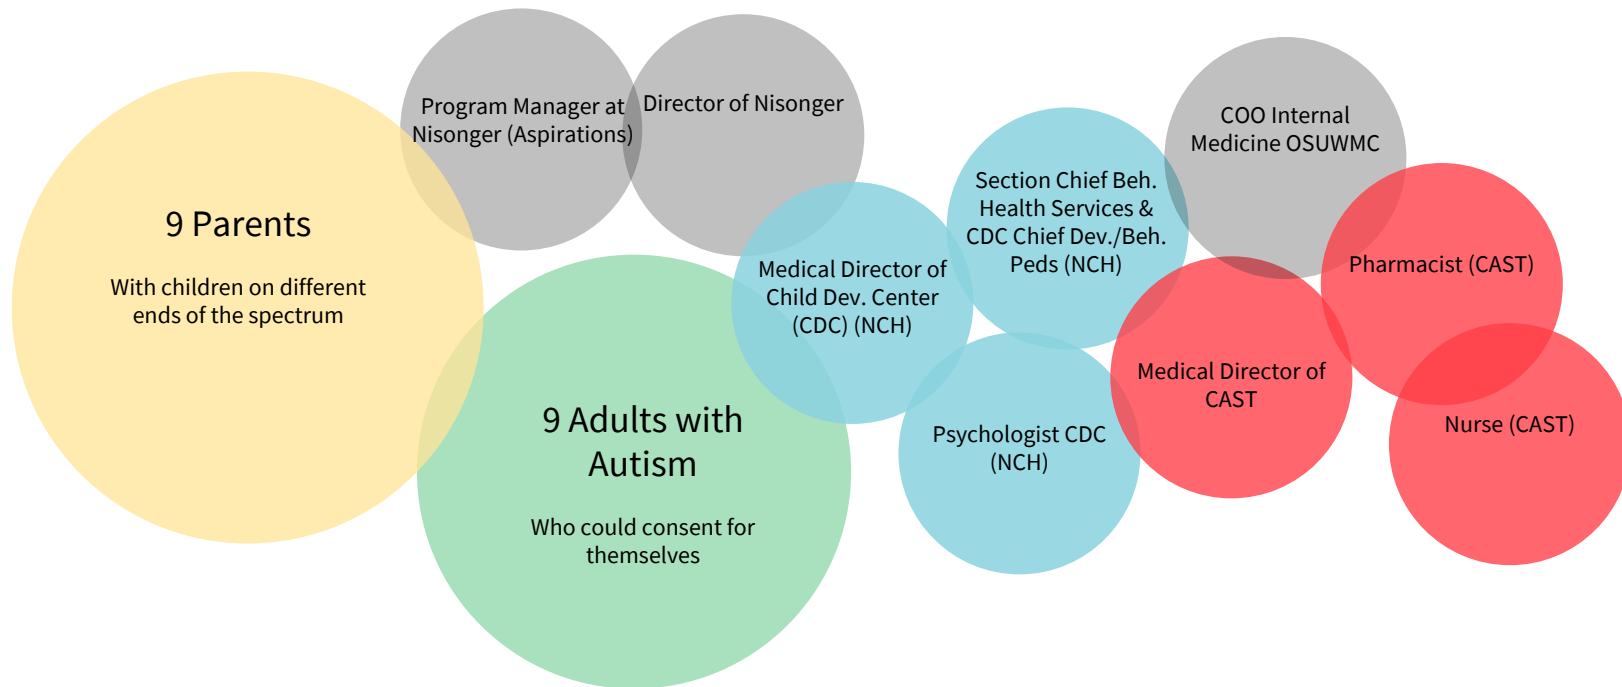 9 Parents
With children on different
ends of the spectrum
Program Manager at
Nisonger (Aspirations)
Director of Nisonger
9 Adults with
Autism
Who could consent for
themselves
Medical Director of
Child Dev. Center
(CDC) (NCH)
Section Chief Beh.
Health Services &
CDC Chief Dev./Beh.
Peds (NCH)
Psychologist CDC
(NCH)
COO Internal
Medicine OSUWMC
Medical Director of
CAST
Pharmacist (CAST)
Nurse (CAST)